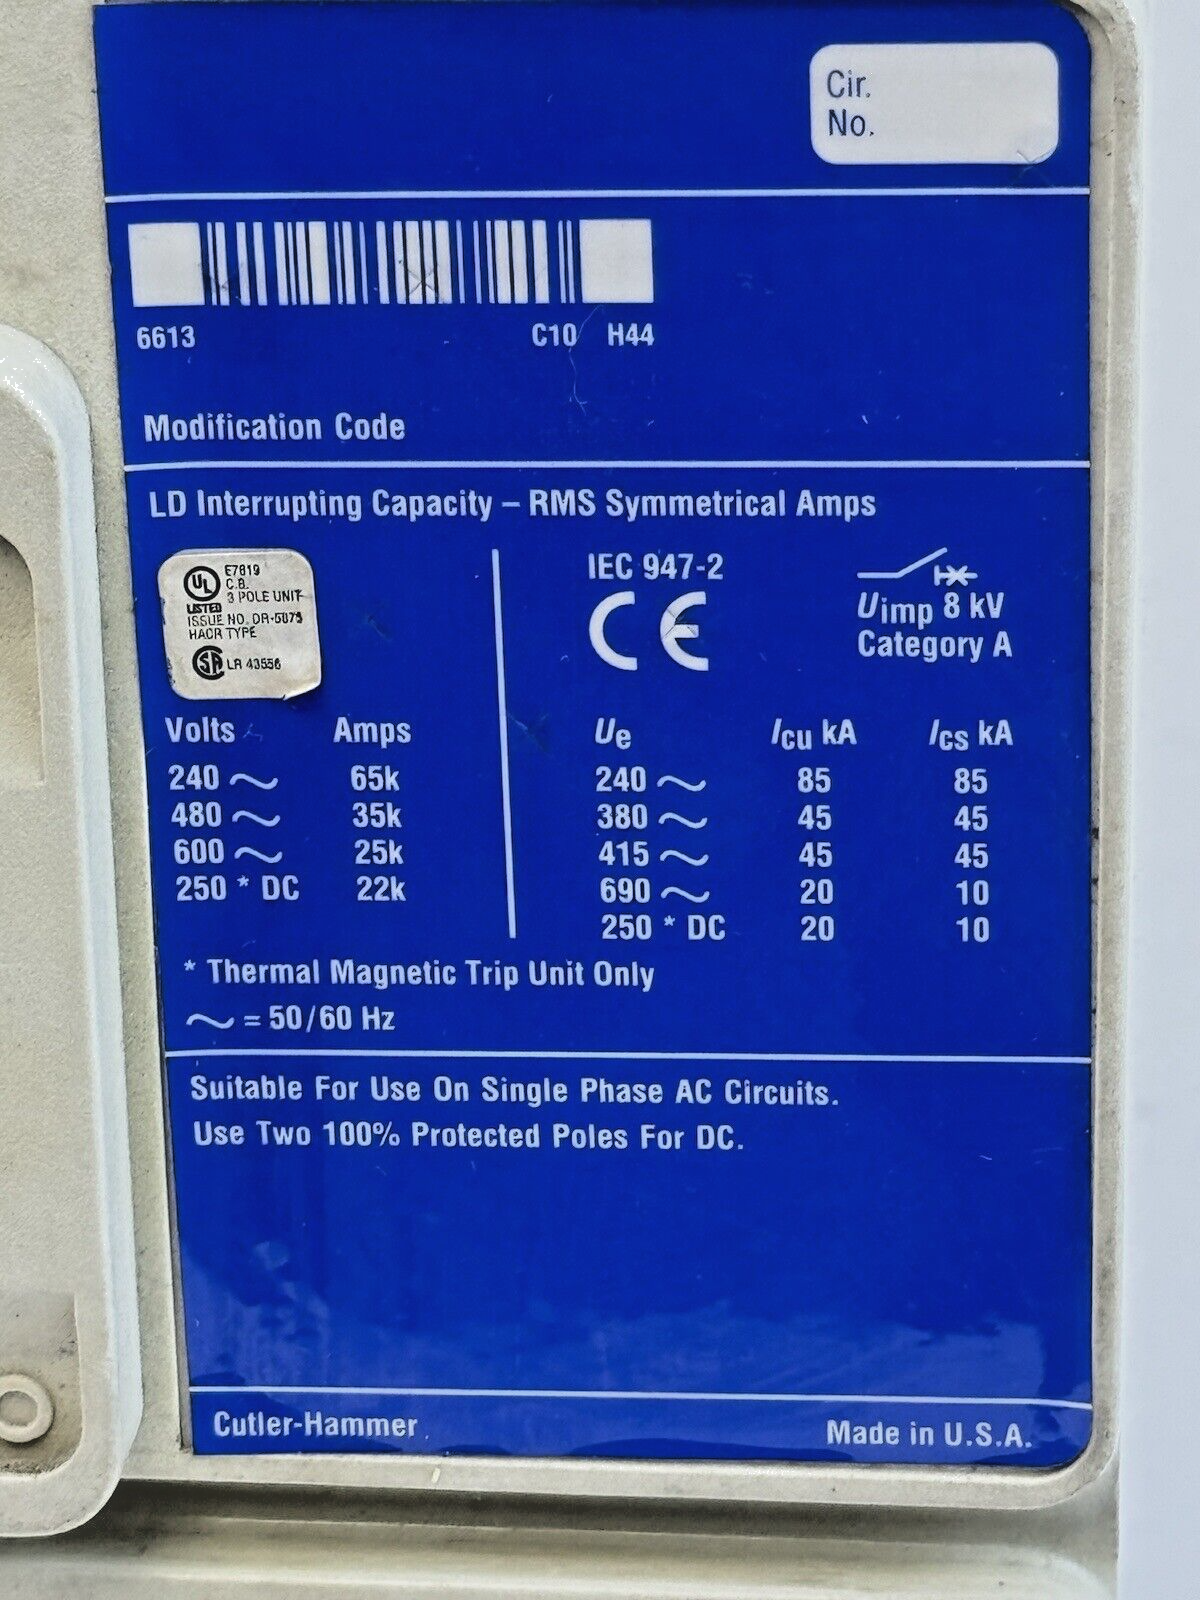 Cir.
No.
6613 C10 H44
Modification Code
LD Interrupting Capacity – RMS Symmetrical Amps
UL LISTED
E7819
C.B.
3 POLE UNIT
ISSUE NO.
HACR TYPE
LR 43556
Volts Amps
240 ~ 65k
480 ~ 35k
600 ~ 25k
250 * DC 22k
IEC 947-2
CE
Uimp 8 kV
Category A
Ue Icu kA Ics kA
240 ~ 85 85
380 ~ 45 45
415 ~ 45 45
690 ~ 20 10
250 * DC 20 10
* Thermal Magnetic Trip Unit Only
~ = 50/60 Hz
Suitable For Use On Single Phase AC Circuits.
Use Two 100% Protected Poles For DC.
Cutler-Hammer
Made in U.S.A.